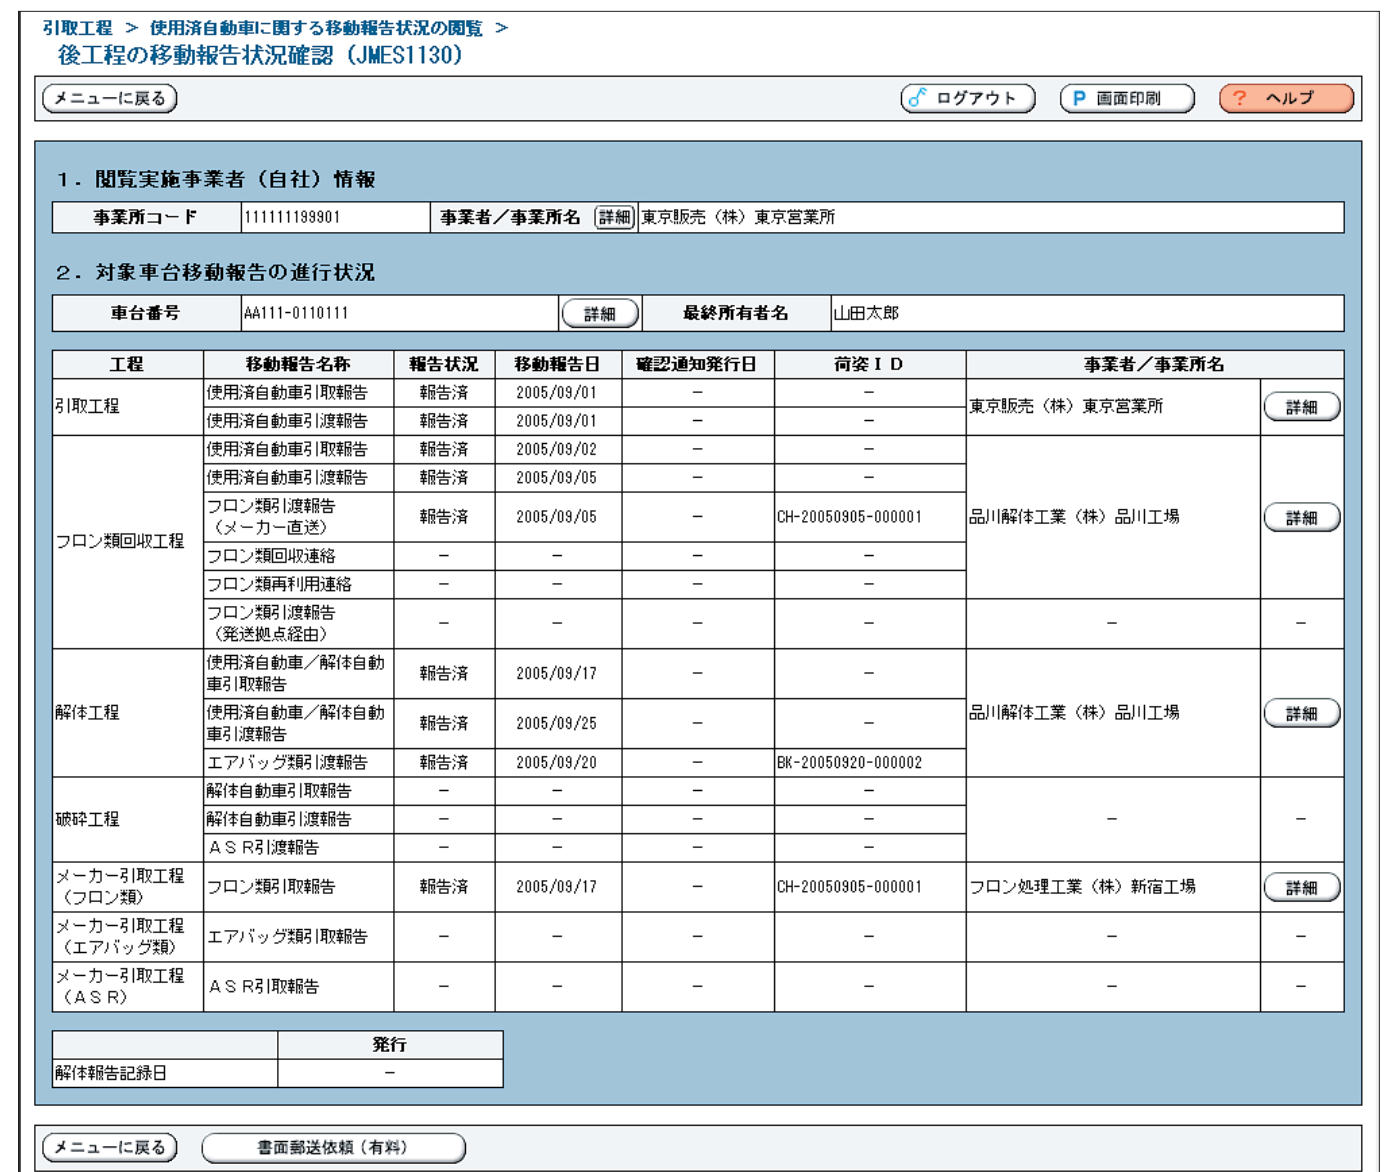 引取工程 > 使用済自動車に関する移動報告状況の閲覧 >
後工程の移動報告状況確認（JMES1130）
メニューに戻る ログアウト P 画面印刷 ? ヘルプ
１．閲覧実施事業者（自社）情報
事業所コード 111111199901 事業者／事業所名 詳細 東京販売（株）東京営業所
２．対象車台移動報告の進行状況
車台番号 AA111-0110111 詳細 最終所有者名 山田太郎
工程 移動報告名称 報告状況 移動報告日 確認通知発行日 荷姿ＩＤ 事業者／事業所名
引取工程 使用済自動車引取報告 報告済 2005/09/01 － － 東京販売（株）東京営業所 詳細
使用済自動車引渡報告 報告済 2005/09/01 － －
フロン類回収工程 使用済自動車引取報告 報告済 2005/09/02 － － 品川解体工業（株）品川工場 詳細
使用済自動車引渡報告 報告済 2005/09/05 － －
フロン類引渡報告
（メーカー直送） 報告済 2005/09/05 － CH-20050905-000001
フロン類回収連絡 － － － －
フロン類再利用連絡 － － － －
フロン類引渡報告
（発送拠点経由） － － － － － －
解体工程 使用済自動車／解体自動
車引取報告 報告済 2005/09/17 － － 品川解体工業（株）品川工場 詳細
使用済自動車／解体自動
車引渡報告 報告済 2005/09/25 － －
エアバッグ類引渡報告 報告済 2005/09/20 － BK-20050920-000002
破砕工程 解体自動車引取報告 － － － － － －
解体自動車引渡報告 － － － －
ＡＳＲ引渡報告 － － － －
メーカー引取工程
（フロン類） フロン類引取報告 報告済 2005/09/17 － CH-20050905-000001 フロン処理工業（株）新宿工場 詳細
メーカー引取工程
（エアバッグ類） エアバッグ類引取報告 － － － － － －
メーカー引取工程
（ＡＳＲ） ＡＳＲ引取報告 － － － － － －
発行
解体報告記録日 －
メニューに戻る 書面郵送依頼（有料）